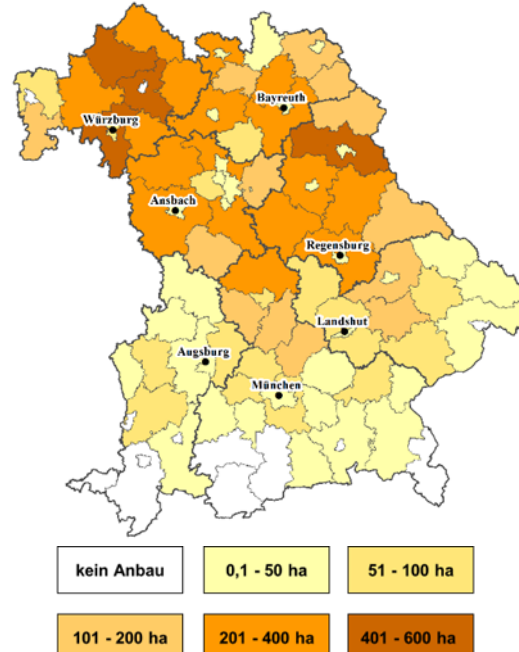 Bayreuth
Würzburg
Ansbach
Regensburg
Landshut
Augsburg
München
kein Anbau
0,1 - 50 ha
51 - 100 ha
101 - 200 ha
201 - 400 ha
401 - 600 ha